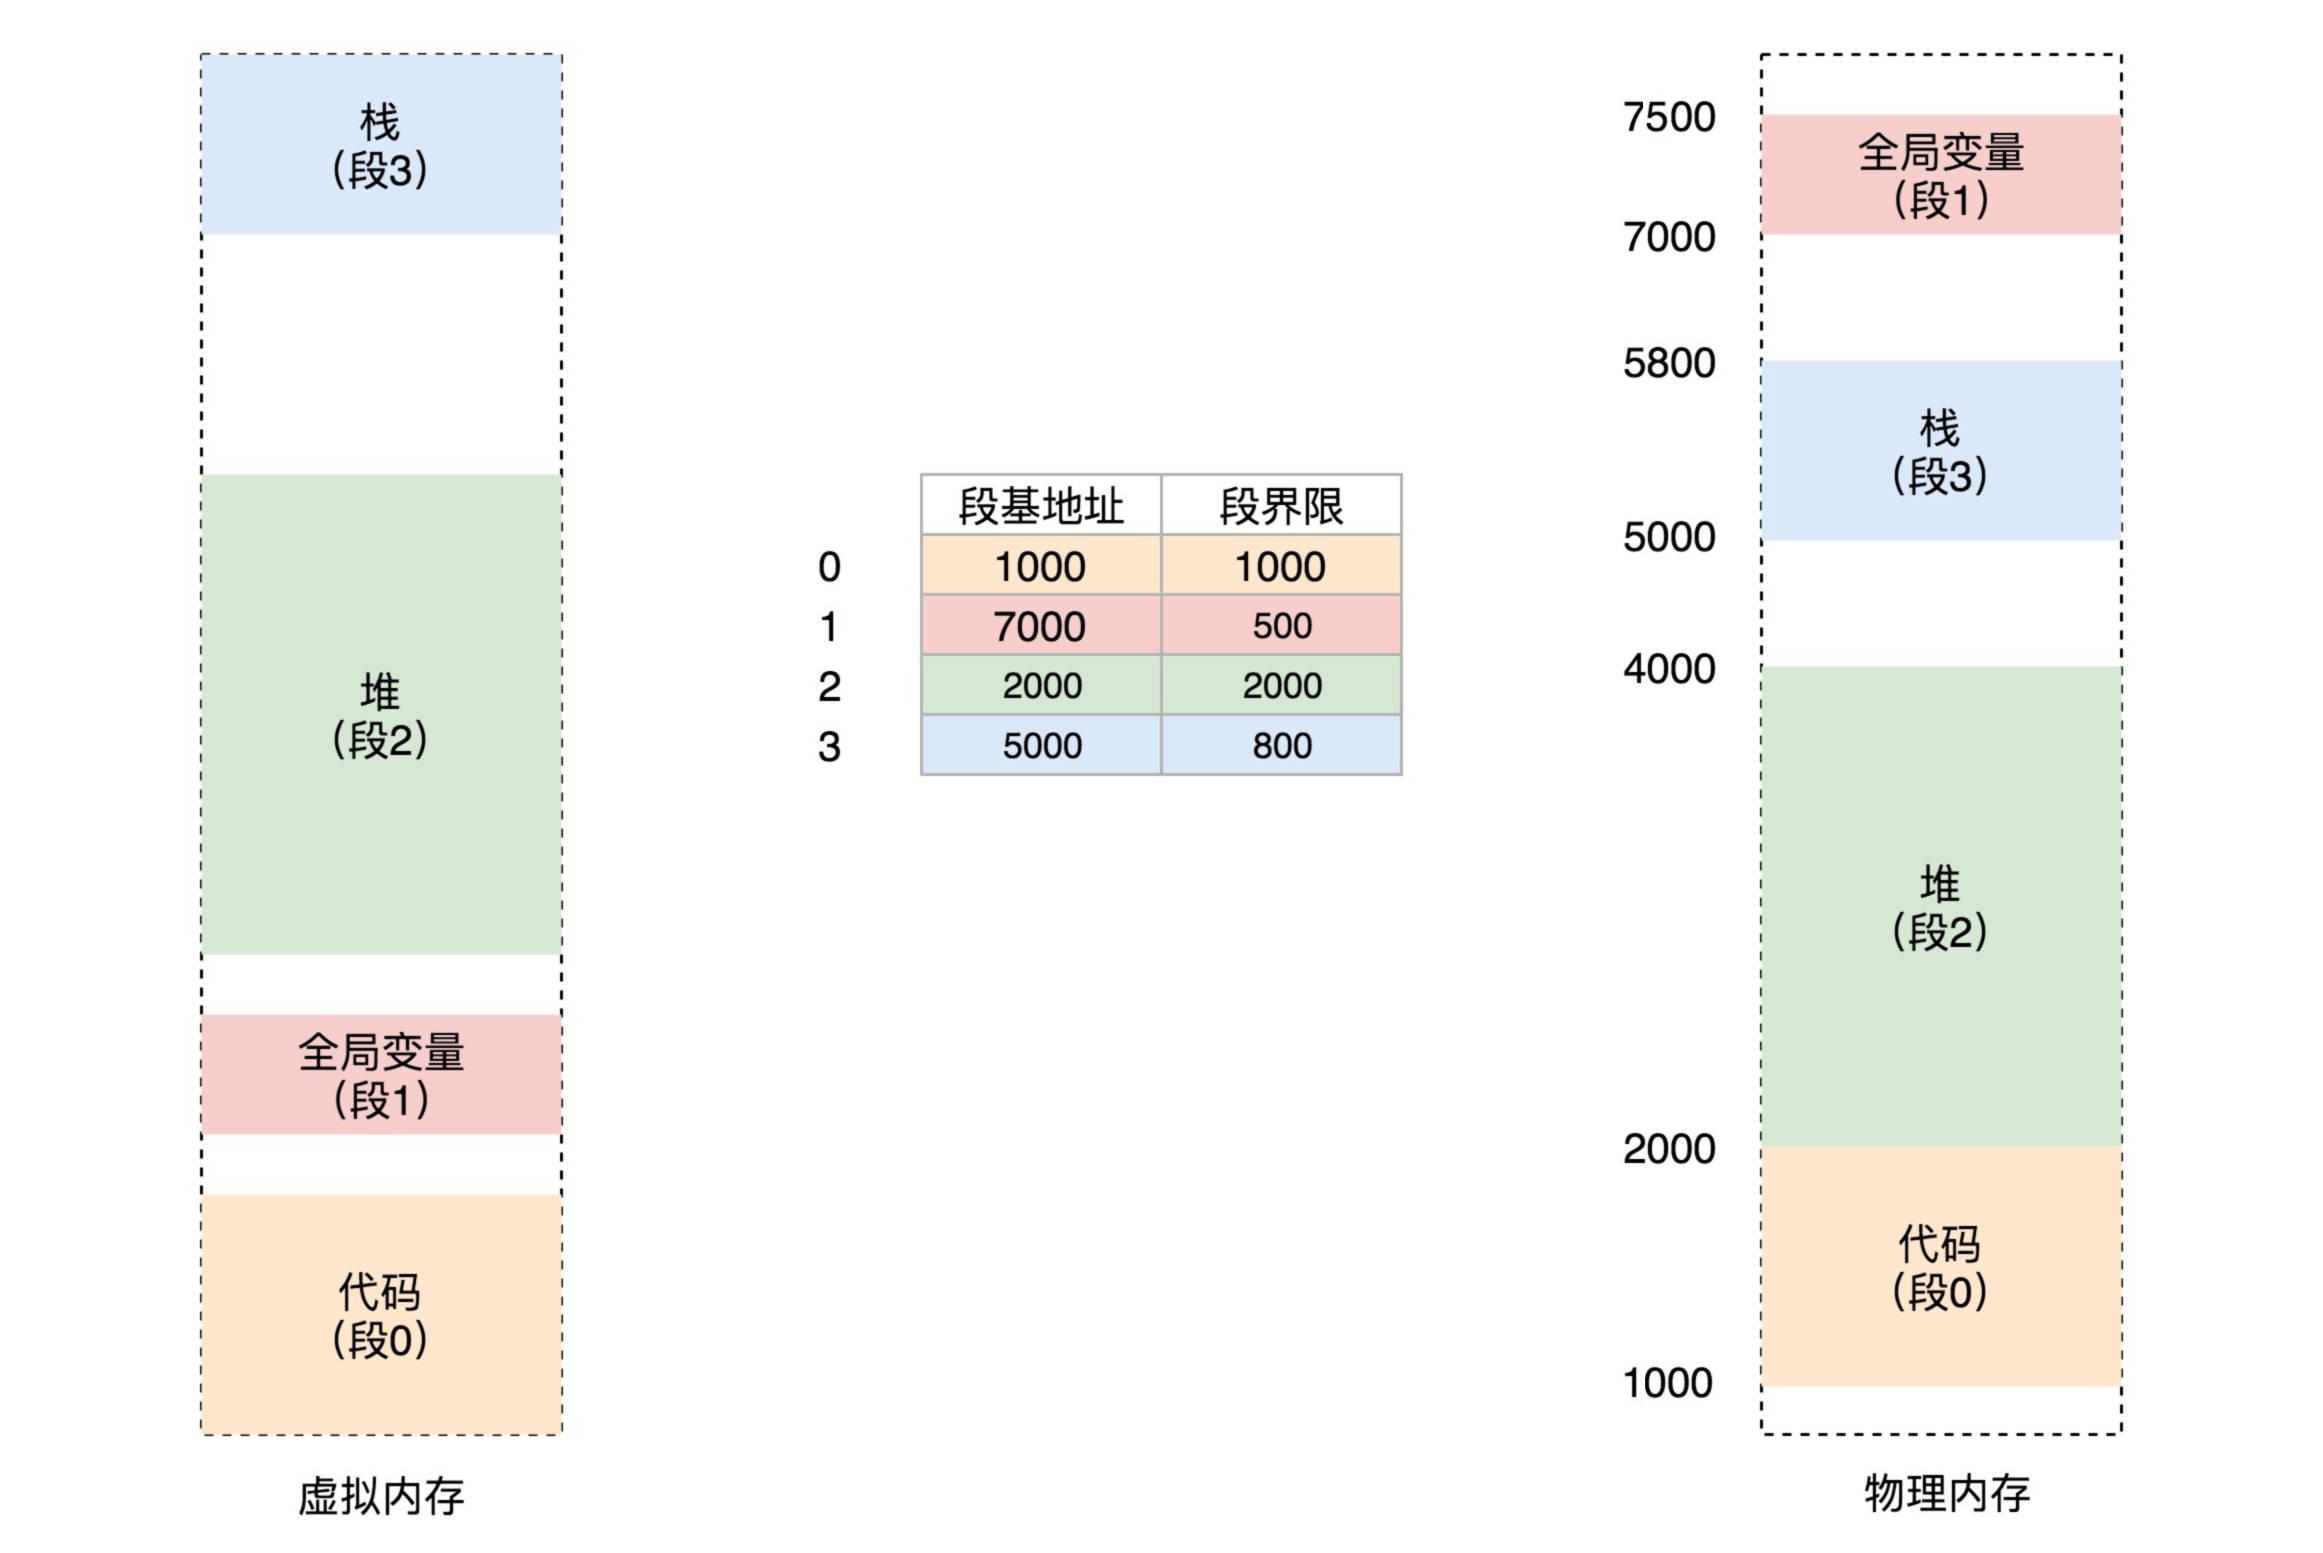 栈
(段3)
堆
(段2)
全局变量
(段1)
代码
(段0)
虚拟内存
段基地址 段界限
0 1000 1000
1 7000 500
2 2000 2000
3 5000 800
7500
全局变量
(段1)
7000
5800
栈
(段3)
5000
4000
堆
(段2)
2000
代码
(段0)
1000
物理内存